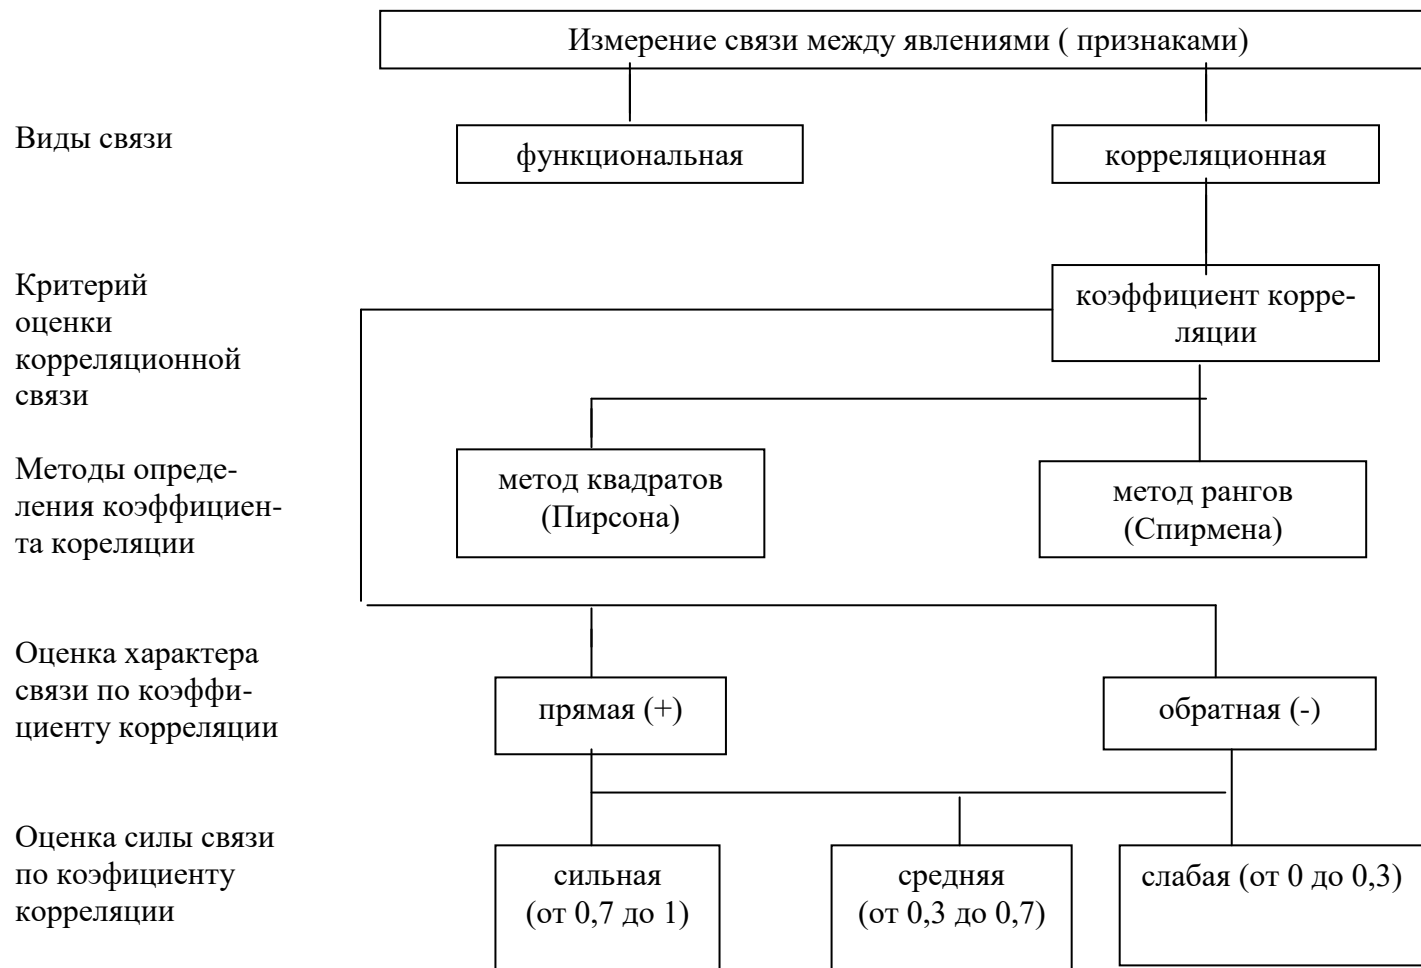 Измерение связи между явлениями ( признаками)
Виды связи
функциональная
корреляционная
Критерий
оценки
корреляционной
связи
коэффициент корре-
ляции
Методы опреде-
ления коэффициен-
та кореляции
метод квадратов
(Пирсона)
метод рангов
(Спирмена)
Оценка характера
связи по коэффи-
циенту корреляции
прямая (+)
обратная (-)
Оценка силы связи
по коэфициенту
корреляции
сильная
(от 0,7 до 1)
средняя
(от 0,3 до 0,7)
слабая (от 0 до 0,3)